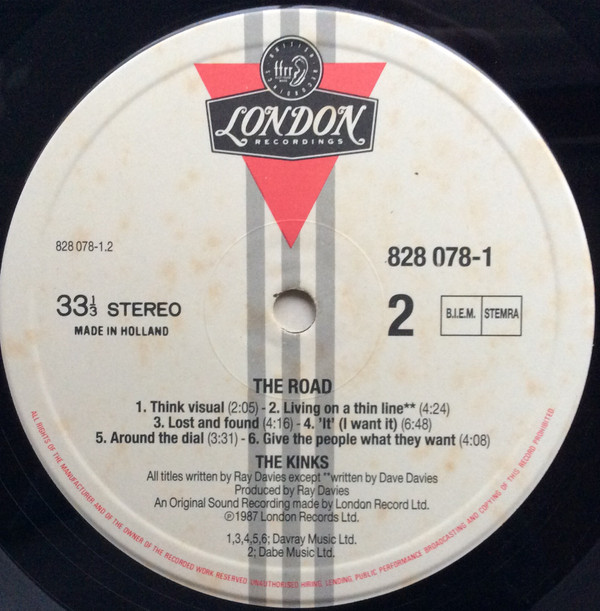 BRITISH
ffrr
RECORDINGS
LONDON
RECORDINGS
828 078-1.2
828 078-1
33⅓ STEREO
MADE IN HOLLAND
2
B.I.E.M. STEMRA
THE ROAD
1. Think visual (2:05) - 2. Living on a thin line** (4:24)
3. Lost and found (4:16) - 4. 'It' (I want it) (6:48)
5. Around the dial (3:31) - 6. Give the people what they want (4:08)
THE KINKS
All titles written by Ray Davies except **written by Dave Davies
Produced by Ray Davies
An Original Sound Recording made by London Record Ltd.
℗1987 London Records Ltd.
1,3,4,5,6; Davray Music Ltd.
2; Dabe Music Ltd.
ALL RIGHTS OF THE MANUFACTURER AND OF THE OWNER OF THE RECORDED WORK RESERVED. UNAUTHORISED HIRING, LENDING, PUBLIC PERFORMANCE BROADCASTING AND COPYING OF THIS RECORD PROHIBITED